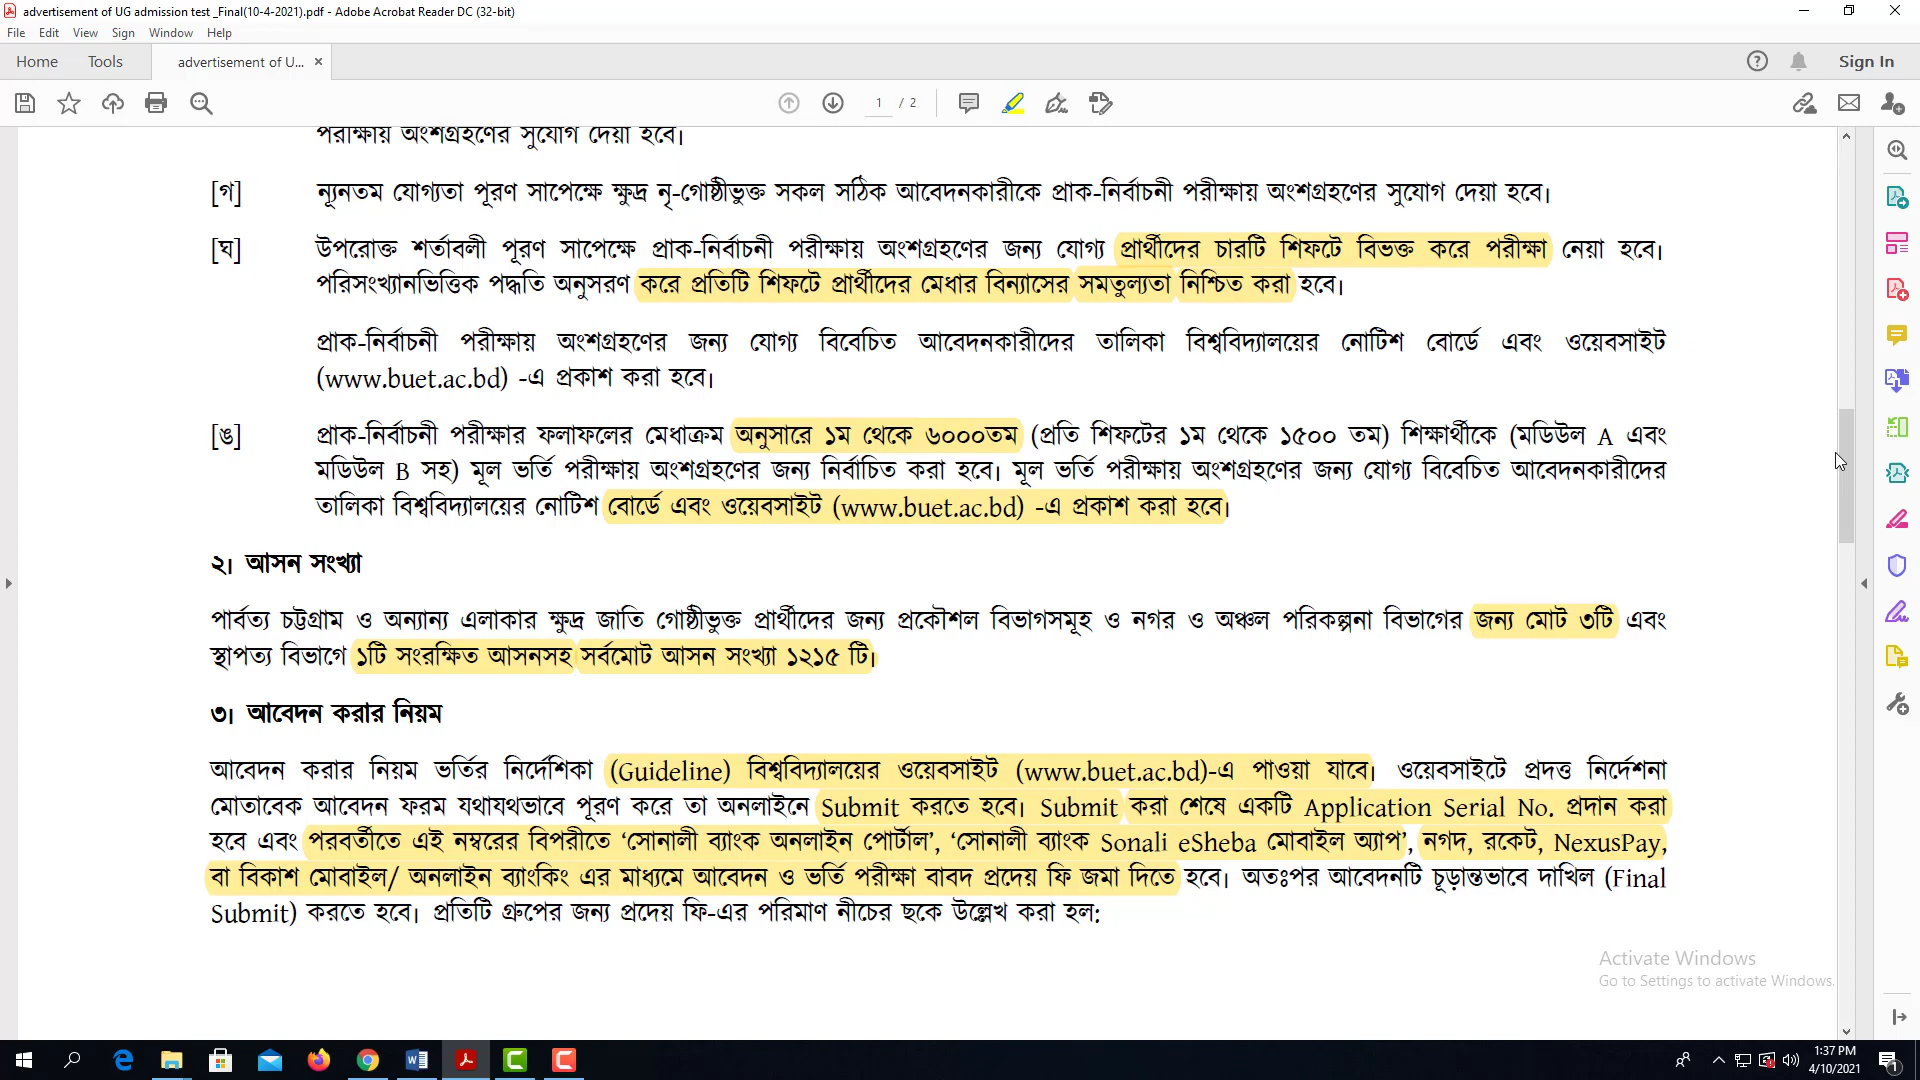 advertisement of UG admission test _Final(10-4-2021).pdf - Adobe Acrobat Reader DC (32-bit)
File Edit View Sign Window Help
Home Tools advertisement of U... × Sign In
1 / 2
পরীক্ষায় অংশগ্রহণের সুযোগ দেয়া হবে।
[গ] ন্যূনতম যোগ্যতা পূরণ সাপেক্ষে ক্ষুদ্র নৃ-গোষ্ঠীভুক্ত সকল সঠিক আবেদনকারীকে প্রাক-নির্বাচনী পরীক্ষায় অংশগ্রহণের সুযোগ দেয়া হবে।
[ঘ] উপরোক্ত শর্তাবলী পূরণ সাপেক্ষে প্রাক-নির্বাচনী পরীক্ষায় অংশগ্রহণের জন্য যোগ্য প্রার্থীদের চারটি শিফটে বিভক্ত করে পরীক্ষা নেয়া হবে।
পরিসংখ্যানভিত্তিক পদ্ধতি অনুসরণ করে প্রতিটি শিফটে প্রার্থীদের মেধার বিন্যাসের সমতুল্যতা নিশ্চিত করা হবে।
প্রাক-নির্বাচনী পরীক্ষায় অংশগ্রহণের জন্য যোগ্য বিবেচিত আবেদনকারীদের তালিকা বিশ্ববিদ্যালয়ের নোটিশ বোর্ডে এবং ওয়েবসাইট
(www.buet.ac.bd) -এ প্রকাশ করা হবে।
[ঙ] প্রাক-নির্বাচনী পরীক্ষার ফলাফলের মেধাক্রম অনুসারে ১ম থেকে ৬০০০তম (প্রতি শিফটের ১ম থেকে ১৫০০ তম) শিক্ষার্থীকে (মডিউল A এবং
মডিউল B সহ) মূল ভর্তি পরীক্ষায় অংশগ্রহণের জন্য নির্বাচিত করা হবে। মূল ভর্তি পরীক্ষায় অংশগ্রহণের জন্য যোগ্য বিবেচিত আবেদনকারীদের
তালিকা বিশ্ববিদ্যালয়ের নোটিশ বোর্ডে এবং ওয়েবসাইট (www.buet.ac.bd) -এ প্রকাশ করা হবে।
২। আসন সংখ্যা
পার্বত্য চট্টগ্রাম ও অন্যান্য এলাকার ক্ষুদ্র জাতি গোষ্ঠীভুক্ত প্রার্থীদের জন্য প্রকৌশল বিভাগসমূহ ও নগর ও অঞ্চল পরিকল্পনা বিভাগের জন্য মোট ৩টি এবং
স্থাপত্য বিভাগে ১টি সংরক্ষিত আসনসহ সর্বমোট আসন সংখ্যা ১২১৫ টি।
৩। আবেদন করার নিয়ম
আবেদন করার নিয়ম ভর্তির নির্দেশিকা (Guideline) বিশ্ববিদ্যালয়ের ওয়েবসাইট (www.buet.ac.bd)-এ পাওয়া যাবে। ওয়েবসাইটে প্রদত্ত নির্দেশনা
মোতাবেক আবেদন ফরম যথাযথভাবে পূরণ করে তা অনলাইনে Submit করতে হবে। Submit করা শেষে একটি Application Serial No. প্রদান করা
হবে এবং পরবর্তীতে এই নম্বরের বিপরীতে ‘সোনালী ব্যাংক অনলাইন পোর্টাল’, ‘সোনালী ব্যাংক Sonali eSheba মোবাইল অ্যাপ’, নগদ, রকেট, NexusPay,
বা বিকাশ মোবাইল/ অনলাইন ব্যাংকিং এর মাধ্যমে আবেদন ও ভর্তি পরীক্ষা বাবদ প্রদেয় ফি জমা দিতে হবে। অতঃপর আবেদনটি চূড়ান্তভাবে দাখিল (Final
Submit) করতে হবে। প্রতিটি গ্রুপের জন্য প্রদেয় ফি-এর পরিমাণ নীচের ছকে উল্লেখ করা হল:
Activate Windows
Go to Settings to activate Windows.
1:37 PM
4/10/2021